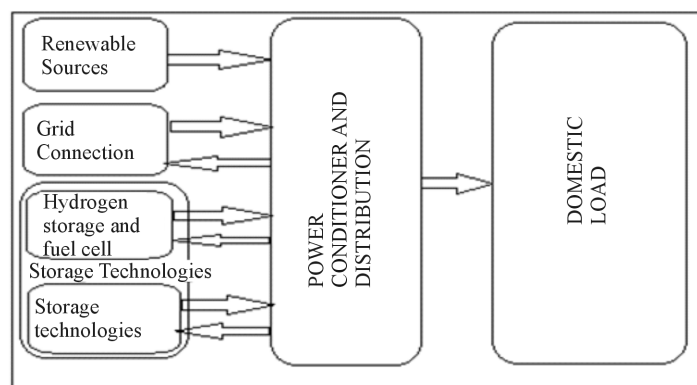 Renewable
Sources
Grid
Connection
Hydrogen
storage and
fuel cell
Storage Technologies
Storage
technologies
POWER
CONDITIONER AND
DISTRIBUTION
DOMESTIC
LOAD